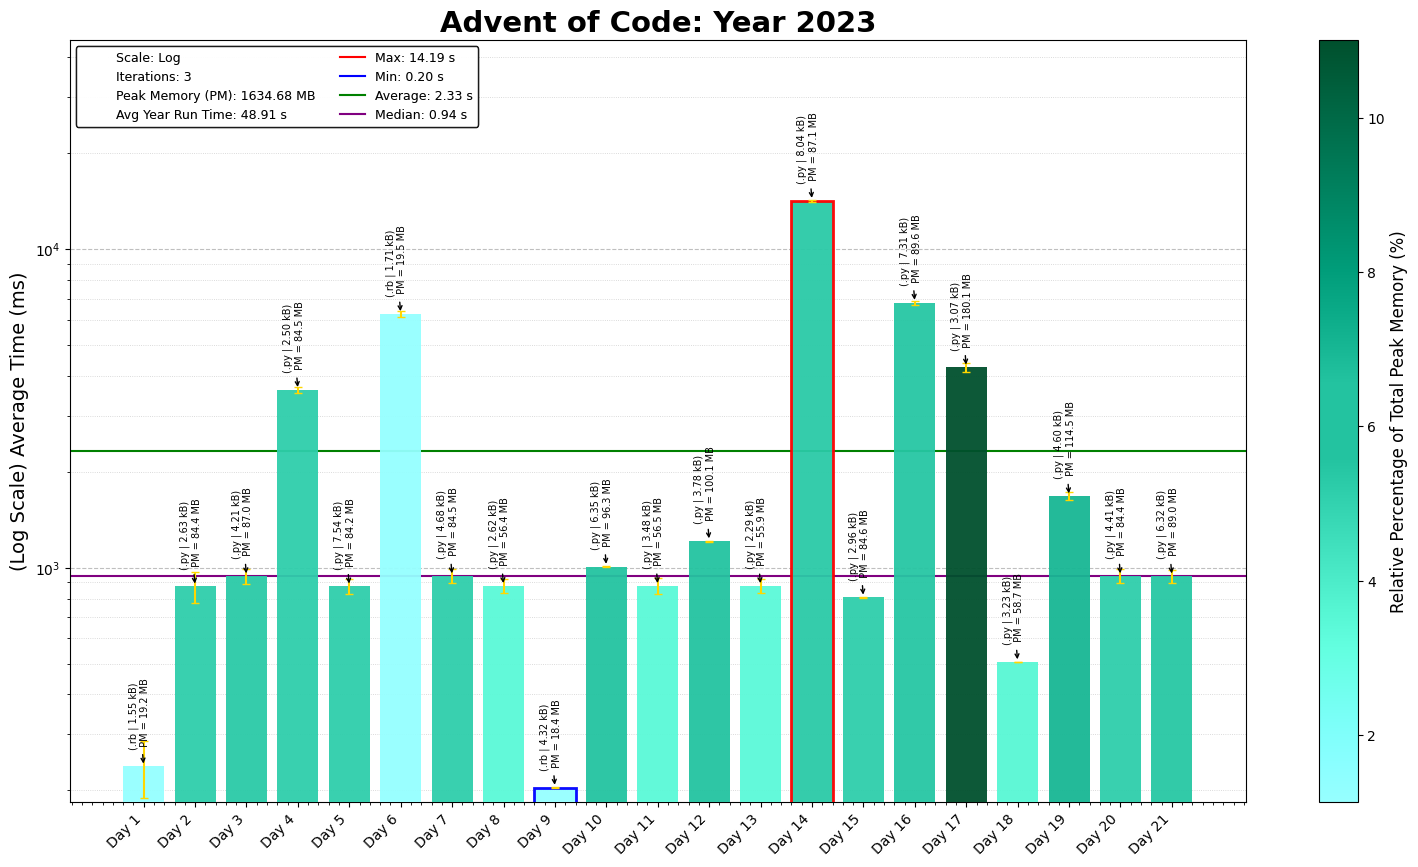 Advent of Code: Year 2023
Scale: Log
Iterations: 3
Peak Memory (PM): 1634.68 MB
Avg Year Run Time: 48.91 s
Max: 14.19 s
Min: 0.20 s
Average: 2.33 s
Median: 0.94 s
(Log Scale) Average Time (ms)
10^4
10^3
(.rb | 1.55 kB)
PM = 19.2 MB
(.py | 2.63 kB)
PM = 84.4 MB
(.py | 4.21 kB)
PM = 87.0 MB
(.py | 2.50 kB)
PM = 84.5 MB
(.py | 7.54 kB)
PM = 84.2 MB
(.rb | 1.71 kB)
PM = 19.5 MB
(.py | 4.68 kB)
PM = 84.5 MB
(.py | 2.62 kB)
PM = 56.4 MB
(.rb | 4.32 kB)
PM = 18.4 MB
(.py | 6.35 kB)
PM = 96.3 MB
(.py | 3.48 kB)
PM = 56.5 MB
(.py | 3.78 kB)
PM = 100.1 MB
(.py | 2.29 kB)
PM = 55.9 MB
(.py | 8.04 kB)
PM = 87.1 MB
(.py | 2.96 kB)
PM = 84.6 MB
(.py | 7.31 kB)
PM = 89.6 MB
(.py | 3.07 kB)
PM = 180.1 MB
(.py | 3.23 kB)
PM = 58.7 MB
(.py | 4.60 kB)
PM = 114.5 MB
(.py | 4.41 kB)
PM = 84.4 MB
(.py | 6.32 kB)
PM = 89.0 MB
Day 1
Day 2
Day 3
Day 4
Day 5
Day 6
Day 7
Day 8
Day 9
Day 10
Day 11
Day 12
Day 13
Day 14
Day 15
Day 16
Day 17
Day 18
Day 19
Day 20
Day 21
10
8
6
4
2
Relative Percentage of Total Peak Memory (%)